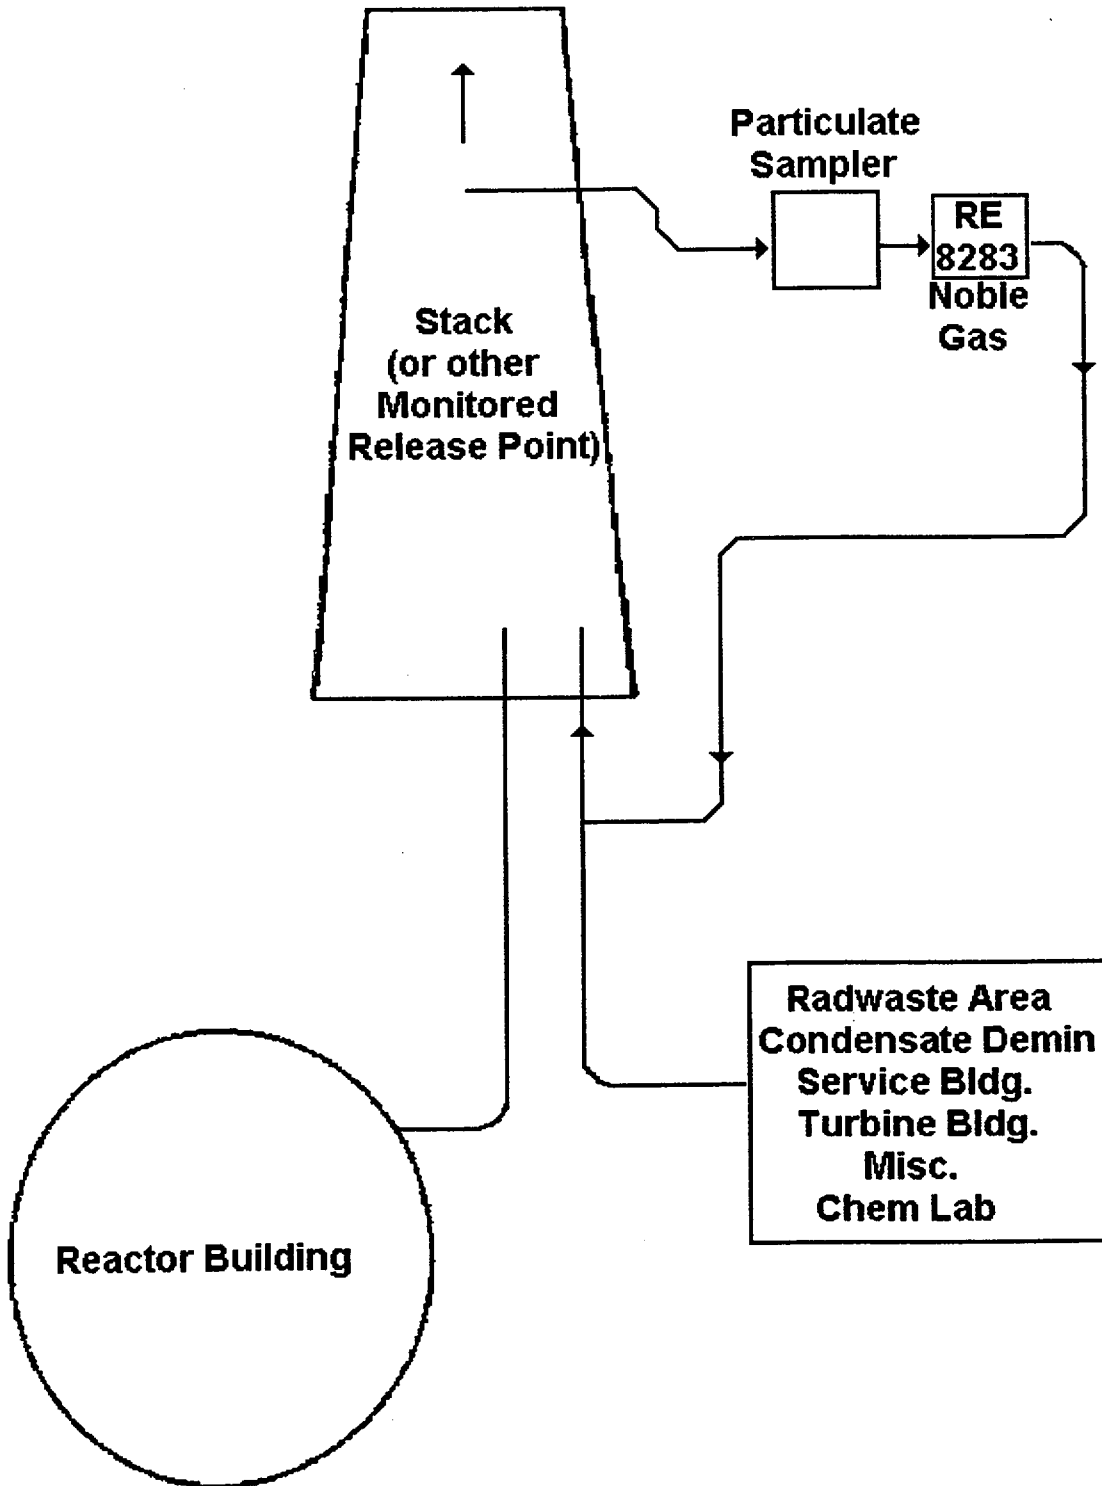 Particulate
Sampler
RE
8283
Noble
Gas
Stack
(or other
Monitored
Release Point)
Radwaste Area
Condensate Demin
Service Bldg.
Turbine Bldg.
Misc.
Chem Lab
Reactor Building